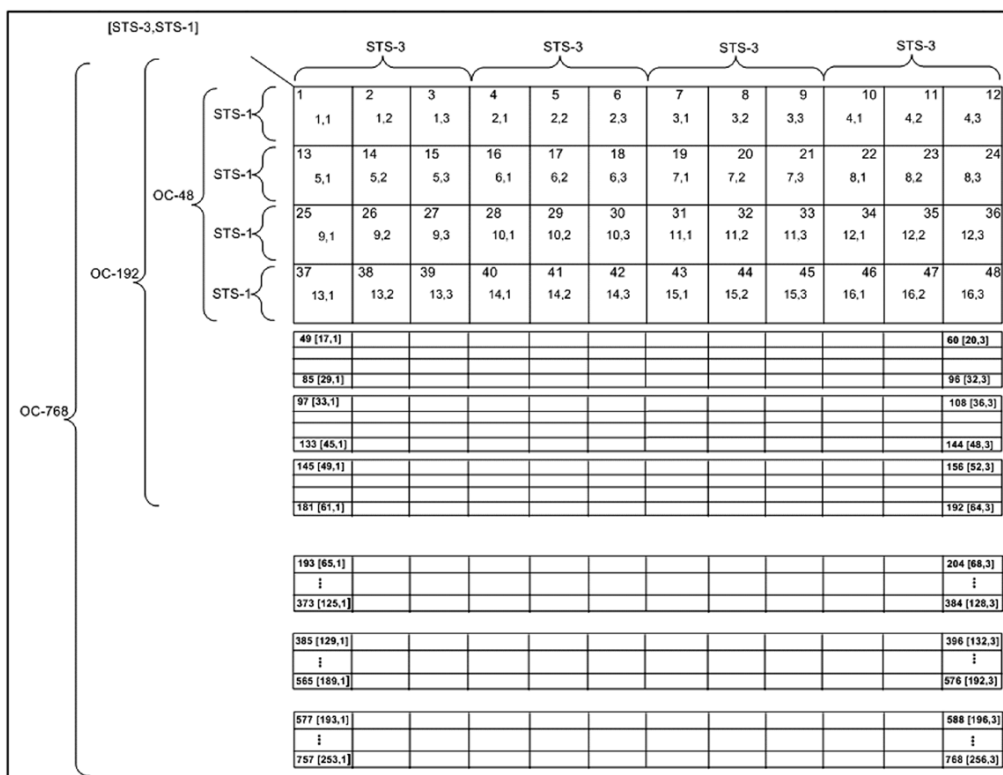 [STS-3,STS-1]
STS-3 STS-3 STS-3 STS-3
1 2 3 4 5 6 7 8 9 10 11 12
STS-1 1,1 1,2 1,3 2,1 2,2 2,3 3,1 3,2 3,3 4,1 4,2 4,3
13 14 15 16 17 18 19 20 21 22 23 24
STS-1 5,1 5,2 5,3 6,1 6,2 6,3 7,1 7,2 7,3 8,1 8,2 8,3
OC-48
25 26 27 28 29 30 31 32 33 34 35 36
STS-1 9,1 9,2 9,3 10,1 10,2 10,3 11,1 11,2 11,3 12,1 12,2 12,3
OC-192
37 38 39 40 41 42 43 44 45 46 47 48
STS-1 13,1 13,2 13,3 14,1 14,2 14,3 15,1 15,2 15,3 16,1 16,2 16,3
49 [17,1] 60 [20,3]
85 [29,1] 96 [32,3]
97 [33,1] 108 [36,3]
OC-768
133 [45,1] 144 [48,3]
145 [49,1] 156 [52,3]
181 [61,1] 192 [64,3]
193 [65,1] 204 [68,3]
⋮ ⋮
373 [125,1] 384 [128,3]
385 [129,1] 396 [132,3]
⋮ ⋮
565 [189,1] 576 [192,3]
577 [193,1] 588 [196,3]
⋮ ⋮
757 [253,1] 768 [256,3]